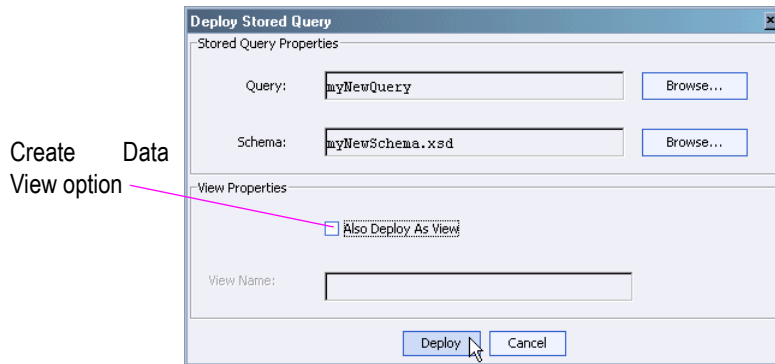 Deploy Stored Query
Stored Query Properties
Query: myNewQuery Browse...
Schema: myNewSchema.xsd Browse...
Create Data
View option
View Properties
Also Deploy As View
View Name:
Deploy Cancel